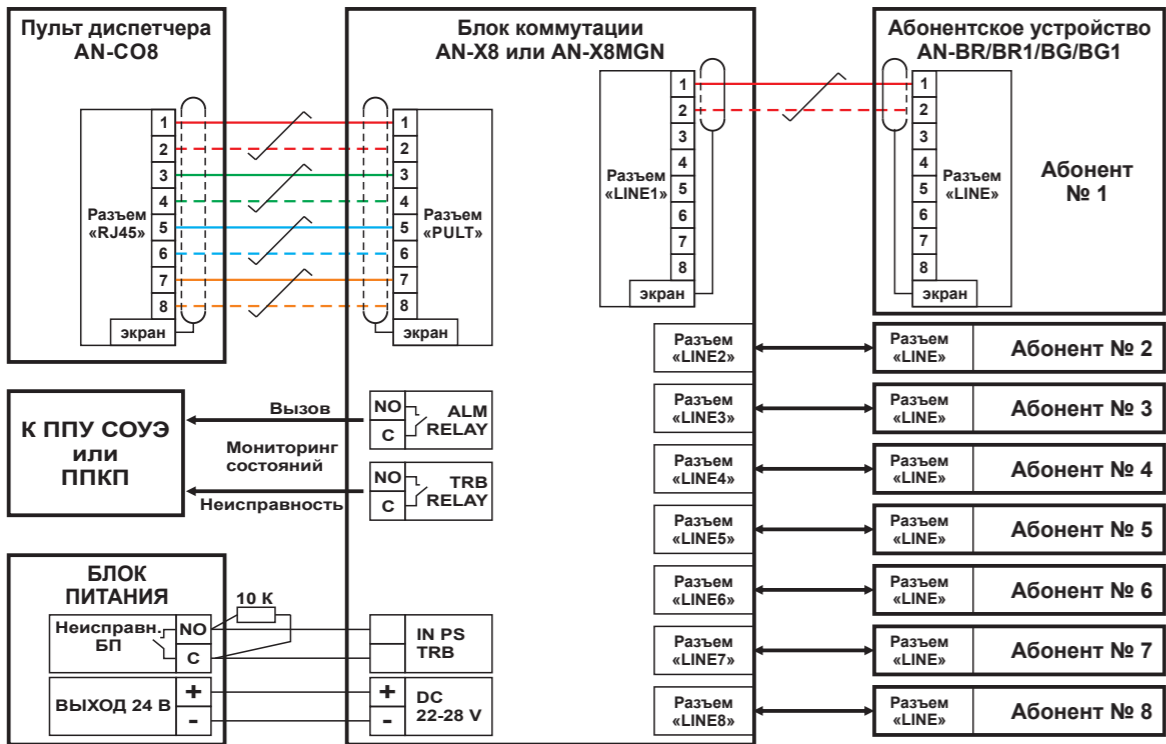 Пульт диспетчера
AN-CO8
Разъем
«RJ45»
1
2
3
4
5
6
7
8
экран
Блок коммутации
AN-X8 или AN-X8MGN
1
2
3
4
5
6
7
8
Разъем
«PULT»
экран
Разъем
«LINE1»
1
2
3
4
5
6
7
8
экран
Абонентское устройство
AN-BR/BR1/BG/BG1
1
2
3
4
5
6
7
8
Разъем
«LINE»
экран
Абонент
№ 1
Разъем
«LINE2»
Разъем
«LINE»
Абонент № 2
Разъем
«LINE3»
Разъем
«LINE»
Абонент № 3
Разъем
«LINE4»
Разъем
«LINE»
Абонент № 4
Разъем
«LINE5»
Разъем
«LINE»
Абонент № 5
Разъем
«LINE6»
Разъем
«LINE»
Абонент № 6
Разъем
«LINE7»
Разъем
«LINE»
Абонент № 7
Разъем
«LINE8»
Разъем
«LINE»
Абонент № 8
К ППУ СОУЭ
или
ППКП
Вызов
Мониторинг
состояний
Неисправность
NO
C
ALM
RELAY
NO
C
TRB
RELAY
БЛОК
ПИТАНИЯ
10 К
Неисправн.
БП
NO
C
IN PS
TRB
ВЫХОД 24 В
+
-
+
-
DC
22-28 V